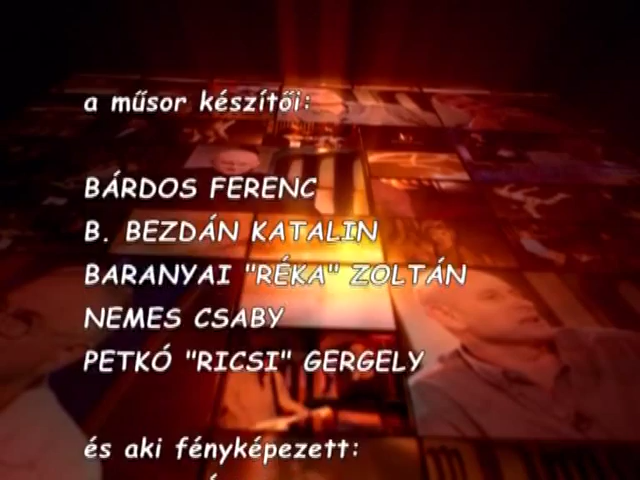 a műsor készítői:
BÁRDOS FERENC
B. BEZDÁN KATALIN
BARANYAI "RÉKA" ZOLTÁN
NEMES CSABY
PETKÓ "RICSI" GERGELY
és aki fényképezett: